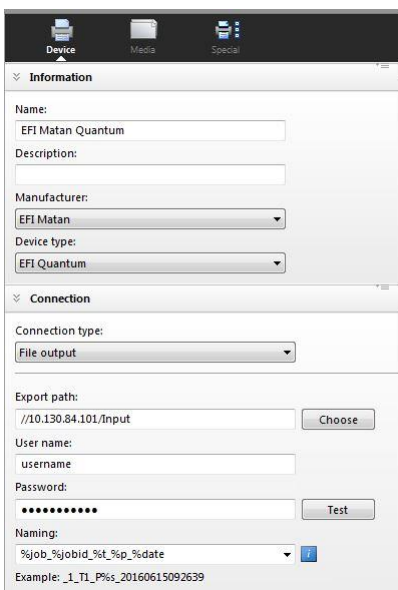 Device Media Special
Information
Name:
EFI Matan Quantum
Description:
Manufacturer:
EFI Matan
Device type:
EFI Quantum
Connection
Connection type:
File output
Export path:
//10.130.84.101/Input Choose
User name:
username
Password:
●●●●●●●●●●● Test
Naming:
%job_%jobid_%t_%p_%date i
Example: _1_T1_P%s_20160615092639